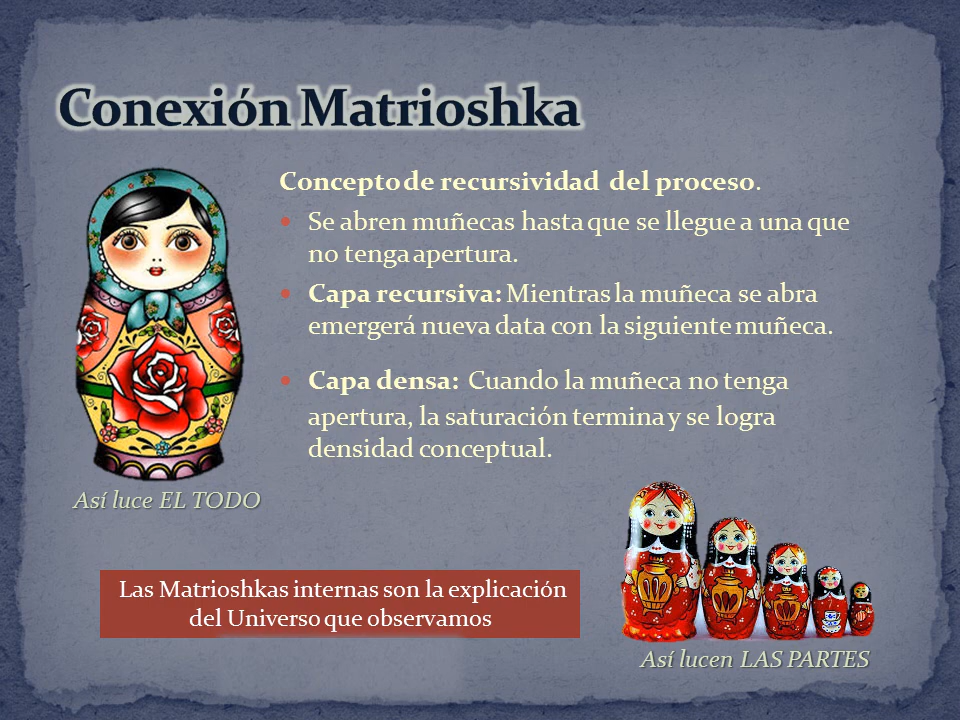 Conexión Matrioshka
Concepto de recursividad del proceso.
Se abren muñecas hasta que se llegue a una que
no tenga apertura.
Capa recursiva: Mientras la muñeca se abra
emergerá nueva data con la siguiente muñeca.
Capa densa: Cuando la muñeca no tenga
apertura, la saturación termina y se logra
densidad conceptual.
Así luce EL TODO
Las Matrioshkas internas son la explicación
del Universo que observamos
Así lucen LAS PARTES